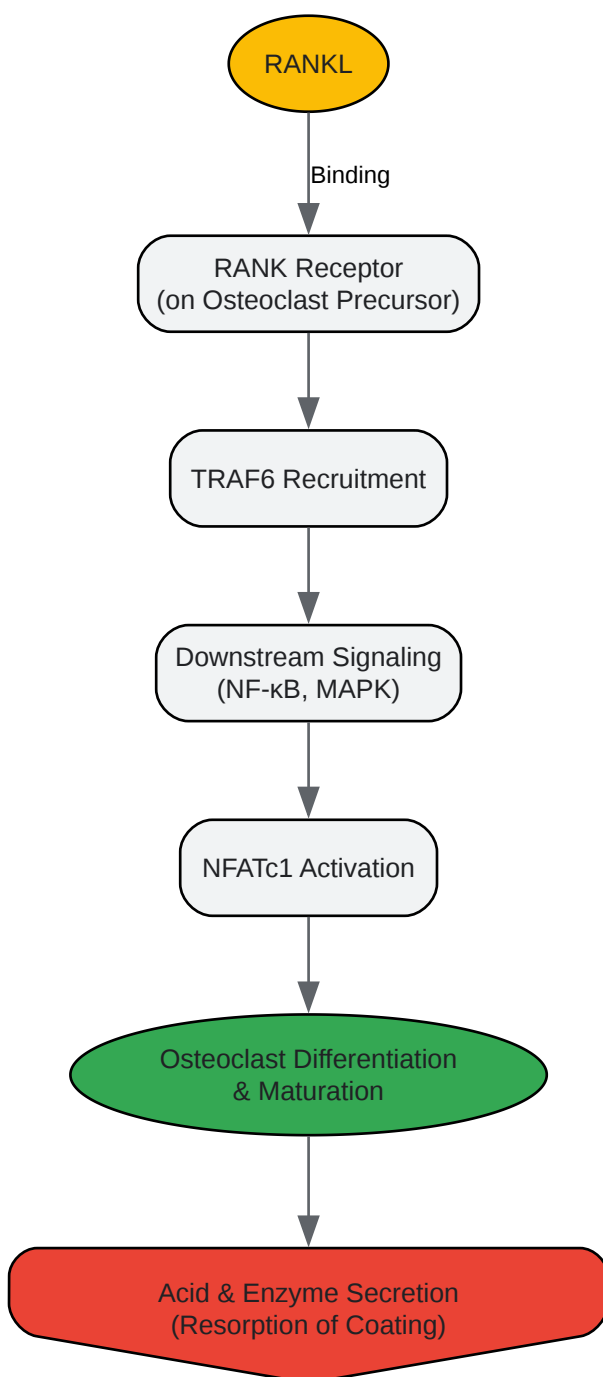 RANKL
Binding
RANK Receptor
(on Osteoclast Precursor)
TRAF6 Recruitment
Downstream Signaling
(NF-κB, MAPK)
NFATc1 Activation
Osteoclast Differentiation
& Maturation
Acid & Enzyme Secretion
(Resorption of Coating)